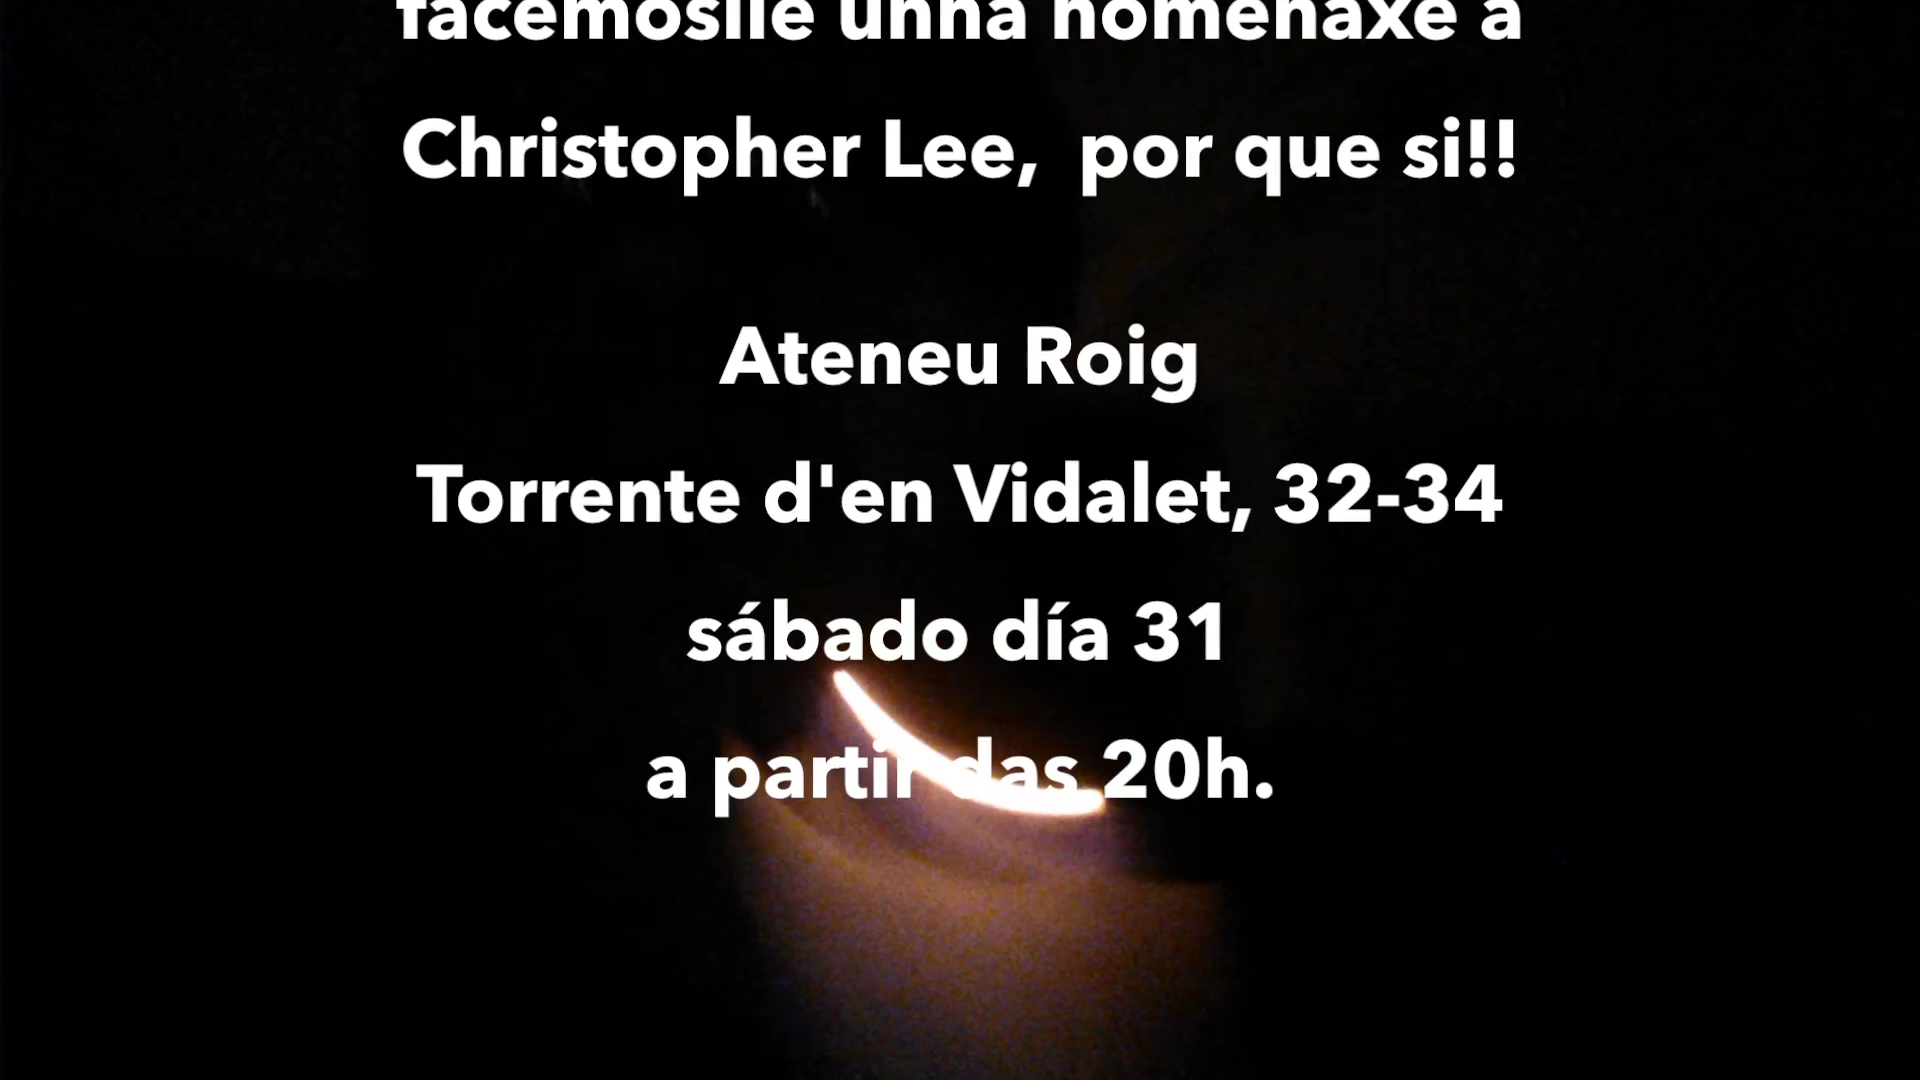 facemoslle unha homenaxe a
Christopher Lee, por que si!!
Ateneu Roig
Torrente d'en Vidalet, 32-34
sábado día 31
a partir das 20h.